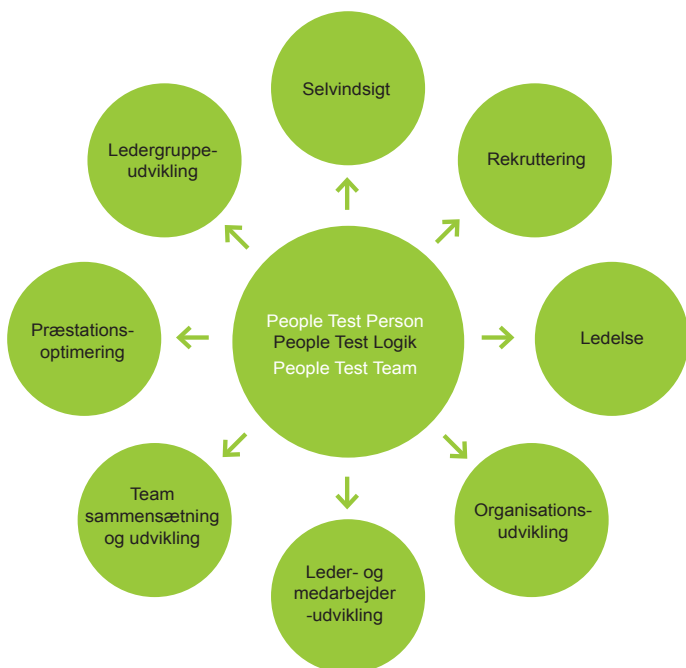 Selvindsigt
Ledergruppe-
udvikling
Rekruttering
People Test Person
People Test Logik
People Test Team
Præstations-
optimering
Ledelse
Team
sammensætning
og udvikling
Organisations-
udvikling
Leder- og
medarbejder
-udvikling